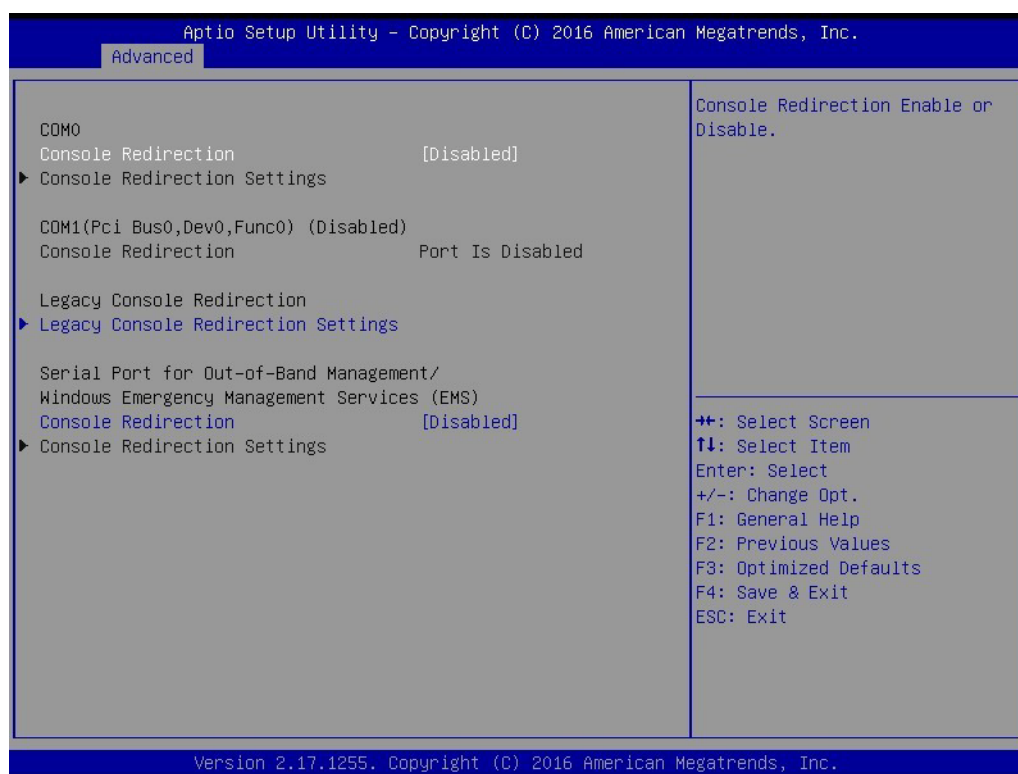 Aptio Setup Utility – Copyright (C) 2016 American Megatrends, Inc.
Advanced
COM0
Console Redirection [Disabled]
▶ Console Redirection Settings
COM1(Pci Bus0,Dev0,Func0) (Disabled)
Console Redirection Port Is Disabled
Legacy Console Redirection
▶ Legacy Console Redirection Settings
Serial Port for Out-of-Band Management/
Windows Emergency Management Services (EMS)
Console Redirection [Disabled]
▶ Console Redirection Settings
Console Redirection Enable or
Disable.
→←: Select Screen
↑↓: Select Item
Enter: Select
+/-: Change Opt.
F1: General Help
F2: Previous Values
F3: Optimized Defaults
F4: Save & Exit
ESC: Exit
Version 2.17.1255. Copyright (C) 2016 American Megatrends, Inc.